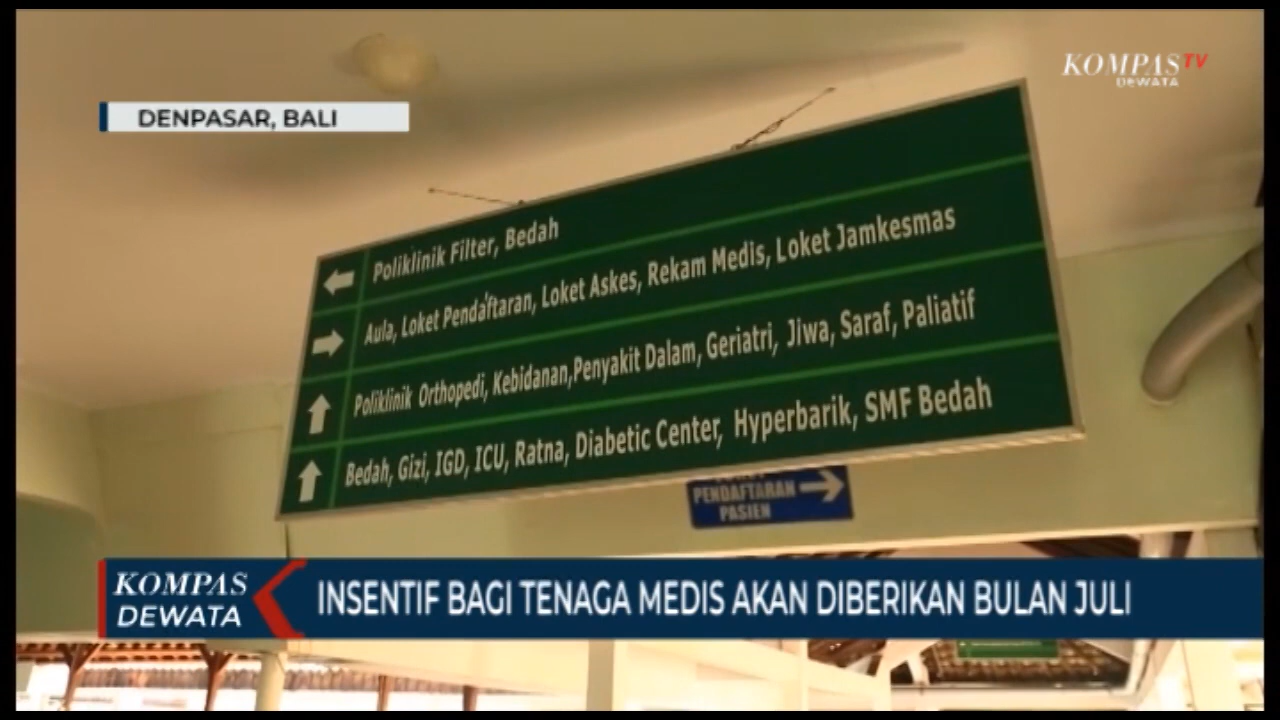 KOMPAS TV
DEWATA
DENPASAR, BALI
Poliklinik Filter, Bedah
Aula, Loket Pendaftaran, Loket Askes, Rekam Medis, Loket Jamkesmas
Poliklinik Orthopedi, Kebidanan,Penyakit Dalam, Geriatri, Jiwa, Saraf, Paliatif
Bedah, Gizi, IGD, ICU, Ratna, Diabetic Center, Hyperbarik, SMF Bedah
PENDAFTARAN
PASIEN
KOMPAS
DEWATA
INSENTIF BAGI TENAGA MEDIS AKAN DIBERIKAN BULAN JULI